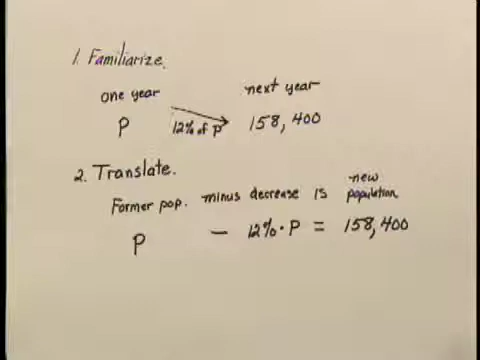 1. Familiarize.
one year next year
P 12% of P 158,400
2. Translate.
Former pop. minus decrease is new population
P - 12% · P = 158,400